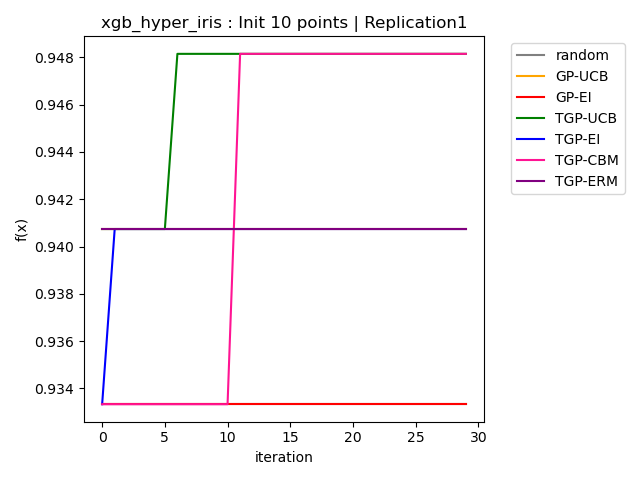 xgb_hyper_iris : Init 10 points | Replication1
0.948
0.946
0.944
0.942
0.940
0.938
0.936
0.934
f(x)
0 5 10 15 20 25 30
iteration
random
GP-UCB
GP-EI
TGP-UCB
TGP-EI
TGP-CBM
TGP-ERM